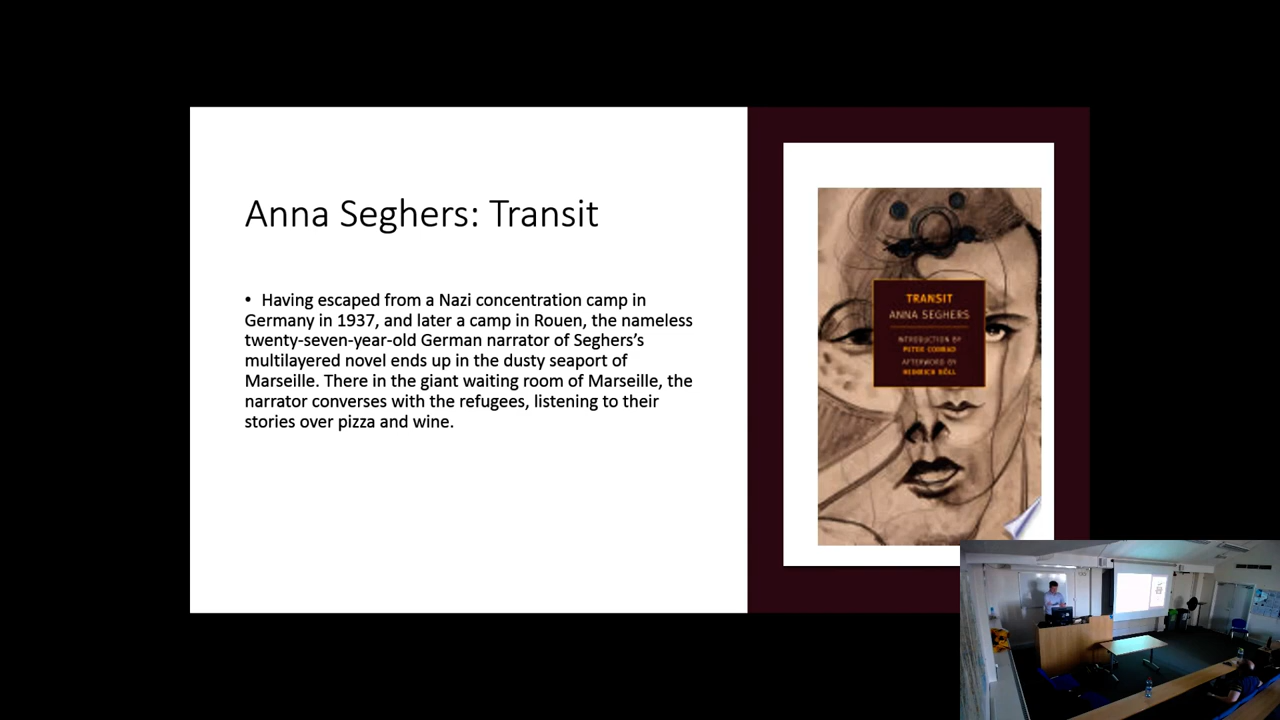 Anna Seghers: Transit
• Having escaped from a Nazi concentration camp in
Germany in 1937, and later a camp in Rouen, the nameless
twenty-seven-year-old German narrator of Seghers’s
multilayered novel ends up in the dusty seaport of
Marseille. There in the giant waiting room of Marseille, the
narrator converses with the refugees, listening to their
stories over pizza and wine.
TRANSIT
ANNA SEGHERS
INTRODUCTION BY
PETER CONRAD
AFTERWORD BY
HEINRICH BÖLL